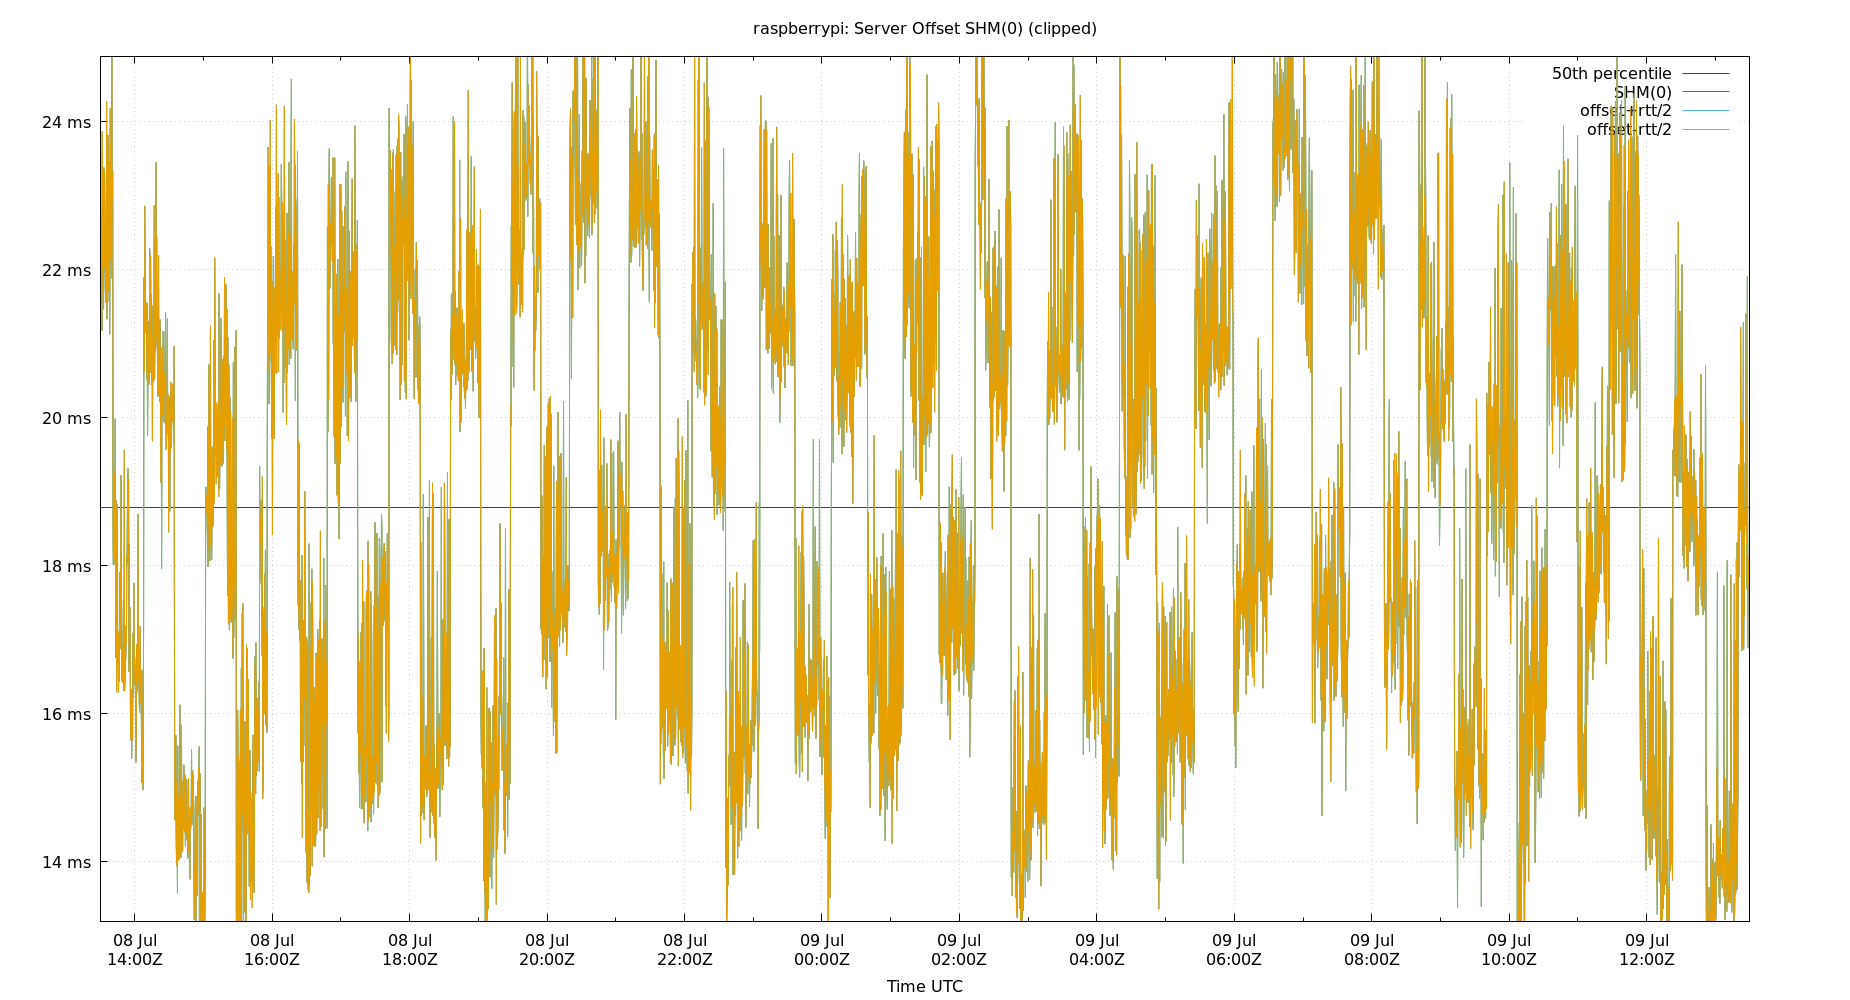 raspberrypi: Server Offset SHM(0) (clipped)
50th percentile
SHM(0)
offset+rtt/2
offset-rtt/2
24 ms
22 ms
20 ms
18 ms
16 ms
14 ms
08 Jul 08 Jul 08 Jul 08 Jul 08 Jul 09 Jul 09 Jul 09 Jul 09 Jul 09 Jul 09 Jul 09 Jul
14:00Z 16:00Z 18:00Z 20:00Z 22:00Z 00:00Z 02:00Z 04:00Z 06:00Z 08:00Z 10:00Z 12:00Z
Time UTC